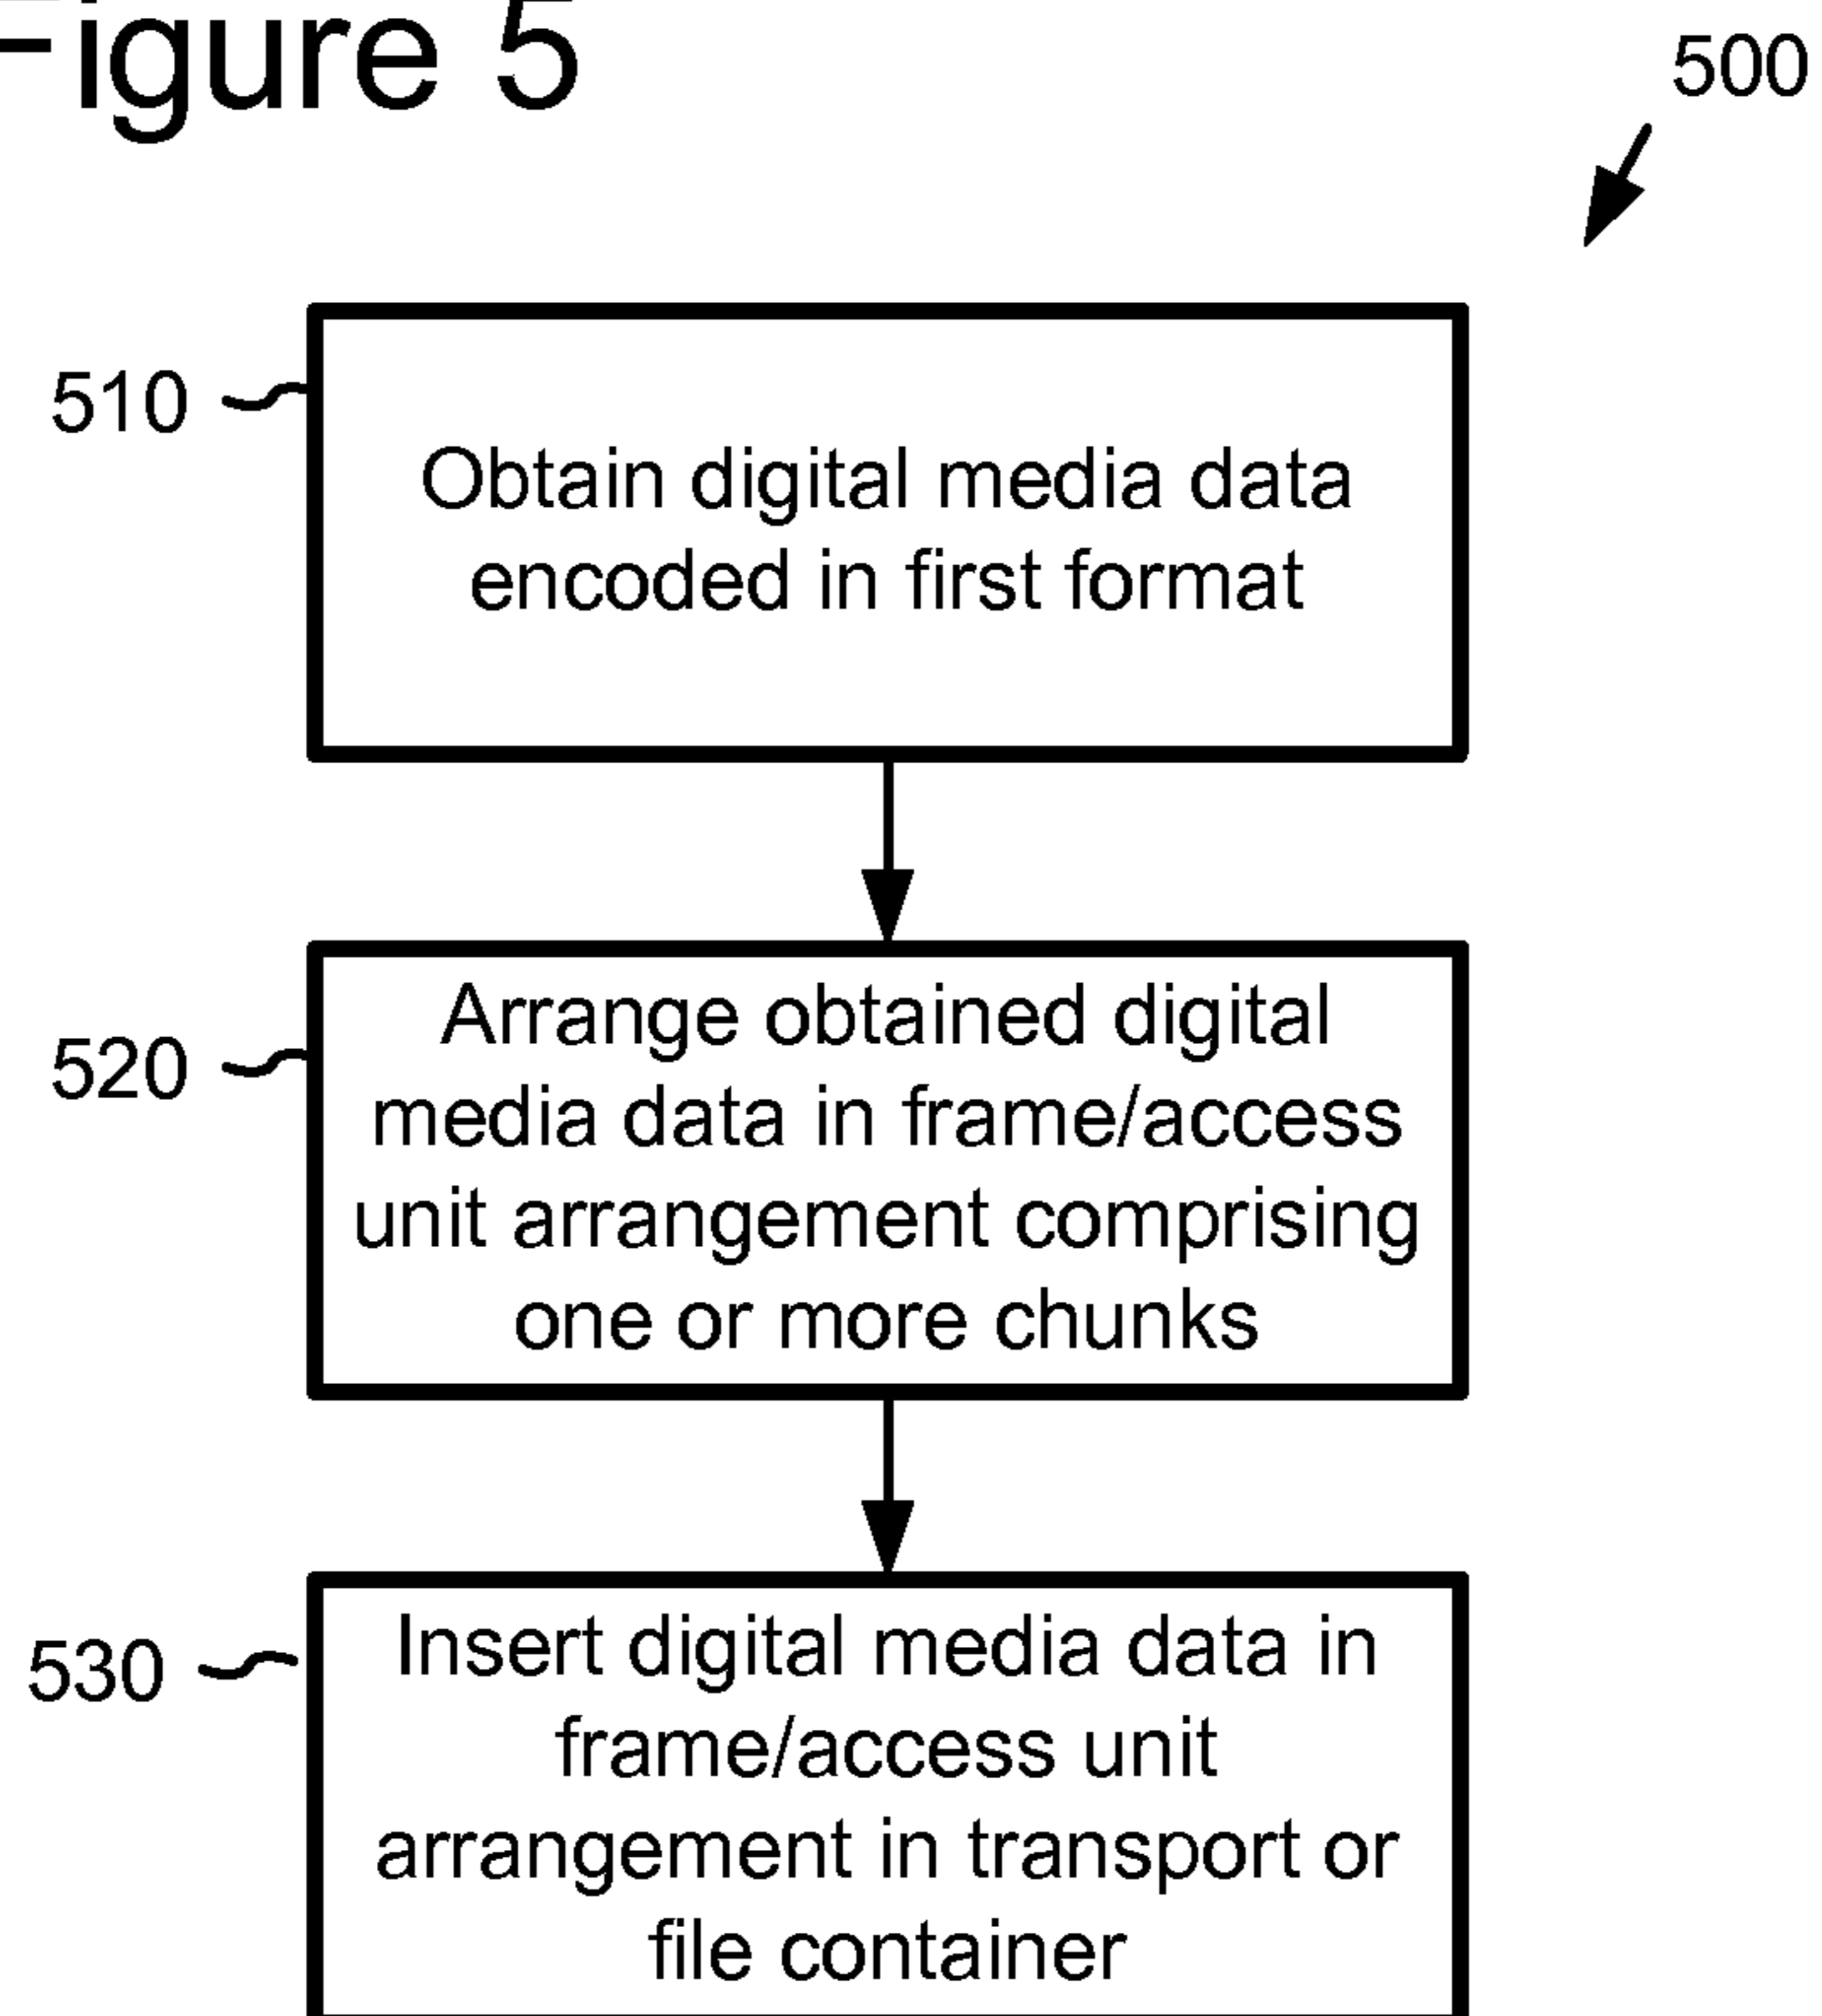 Figure 5
500
510
Obtain digital media data
encoded in first format
520
Arrange obtained digital
media data in frame/access
unit arrangement comprising
one or more chunks
530
Insert digital media data in
frame/access unit
arrangement in transport or
file container